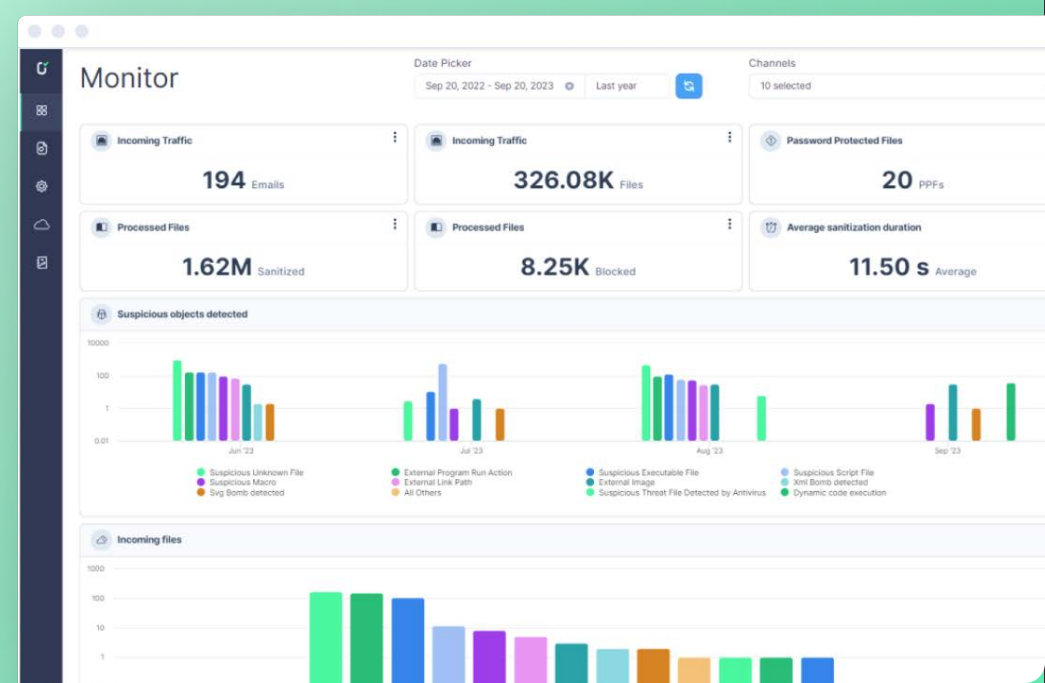 Monitor
Date Picker
Sep 20, 2022 - Sep 20, 2023
Last year
Channels
10 selected
Incoming Traffic
194 Emails
Incoming Traffic
326.08K Files
Password Protected Files
20 PPFs
Processed Files
1.62M Sanitized
Processed Files
8.25K Blocked
Average sanitization duration
11.50 s Average
Suspicious objects detected
10000
100
1
0.01
Jun '23
Jul '23
Aug '23
Sep '23
Suspicious Unknown File
External Program Run Action
Suspicious Executable File
Suspicious Script File
Suspicious Macro
External Link Path
External Image
Xml Bomb detected
Svg Bomb detected
All Others
Suspicious Threat File Detected by Antivirus
Dynamic code execution
Incoming files
1000
100
10
1